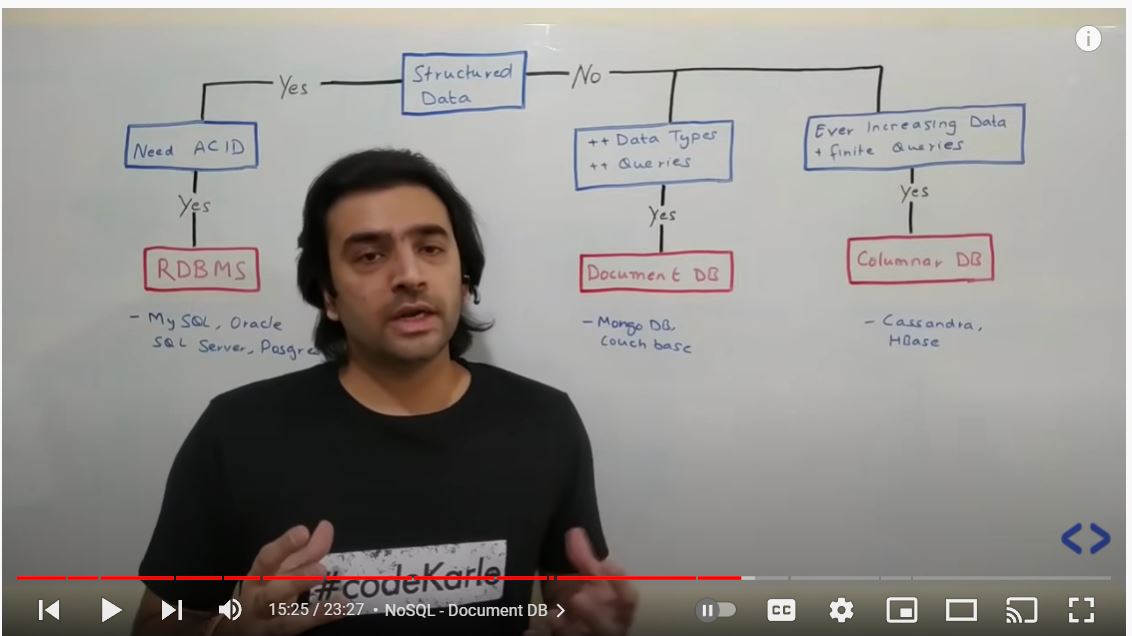 Structured
Data
Yes
No
Need ACID
++ Data Types
++ Queries
Ever Increasing Data
+ finite Queries
Yes
Yes
Yes
RDBMS
Document DB
Columnar DB
- My SQL, Oracle
SQL Server, Posgre
- Mongo DB,
Couch base
- Cassandra,
HBase
#codeKarle
15:25 / 23:27 • NoSQL - Document DB
CC